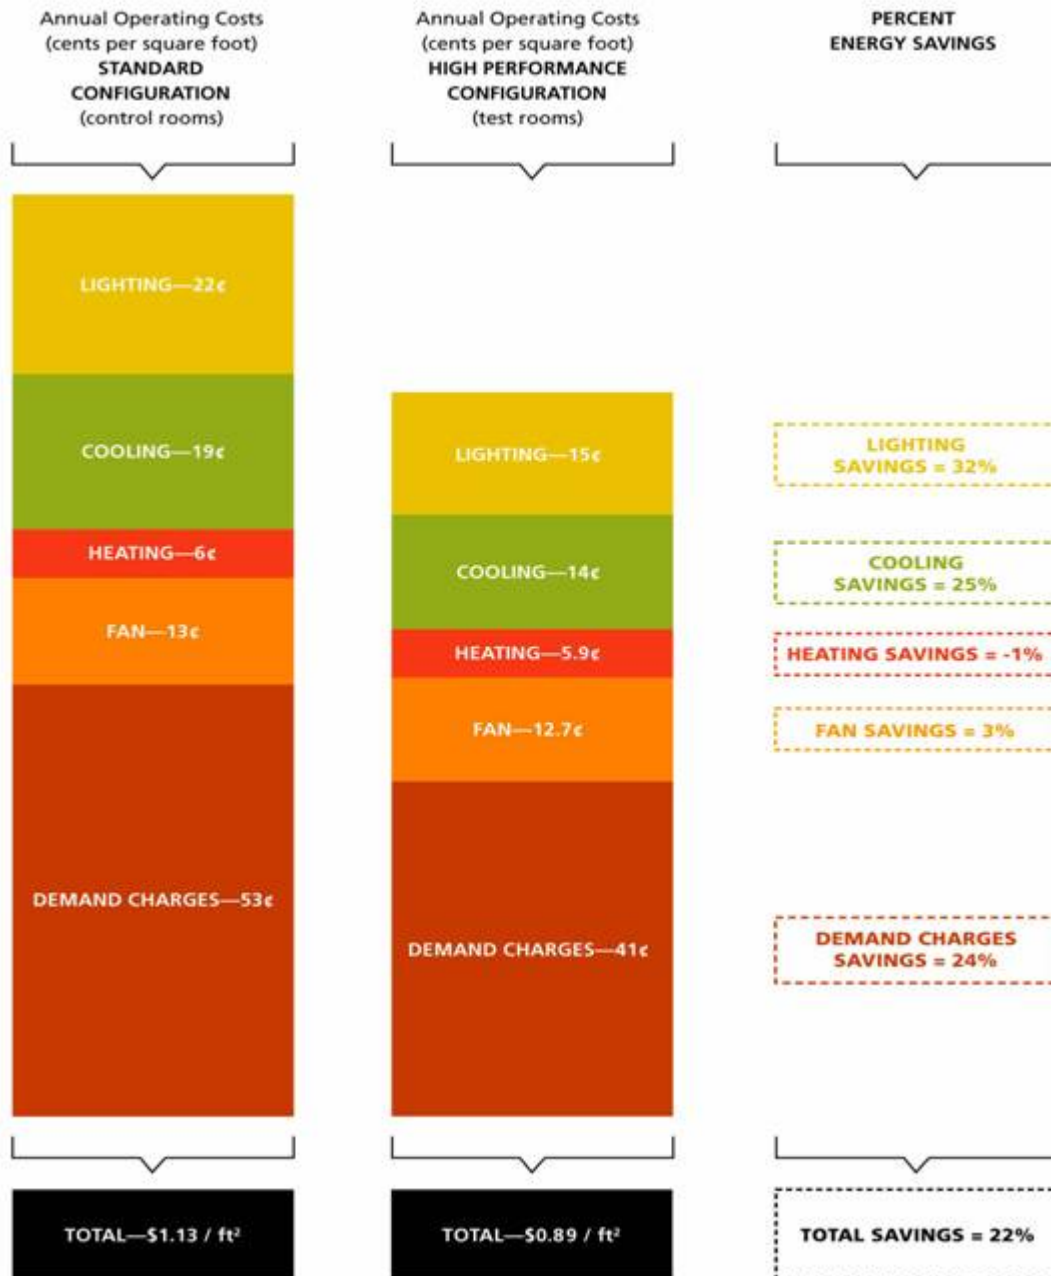 Annual Operating Costs
(cents per square foot)
STANDARD
CONFIGURATION
(control rooms)
Annual Operating Costs
(cents per square foot)
HIGH PERFORMANCE
CONFIGURATION
(test rooms)
PERCENT
ENERGY SAVINGS
LIGHTING—22¢
COOLING—19¢
HEATING—6¢
FAN—13¢
DEMAND CHARGES—53¢
LIGHTING—15¢
COOLING—14¢
HEATING—5.9¢
FAN—12.7¢
DEMAND CHARGES—41¢
LIGHTING
SAVINGS = 32%
COOLING
SAVINGS = 25%
HEATING SAVINGS = -1%
FAN SAVINGS = 3%
DEMAND CHARGES
SAVINGS = 24%
TOTAL—$1.13 / ft²
TOTAL—$0.89 / ft²
TOTAL SAVINGS = 22%